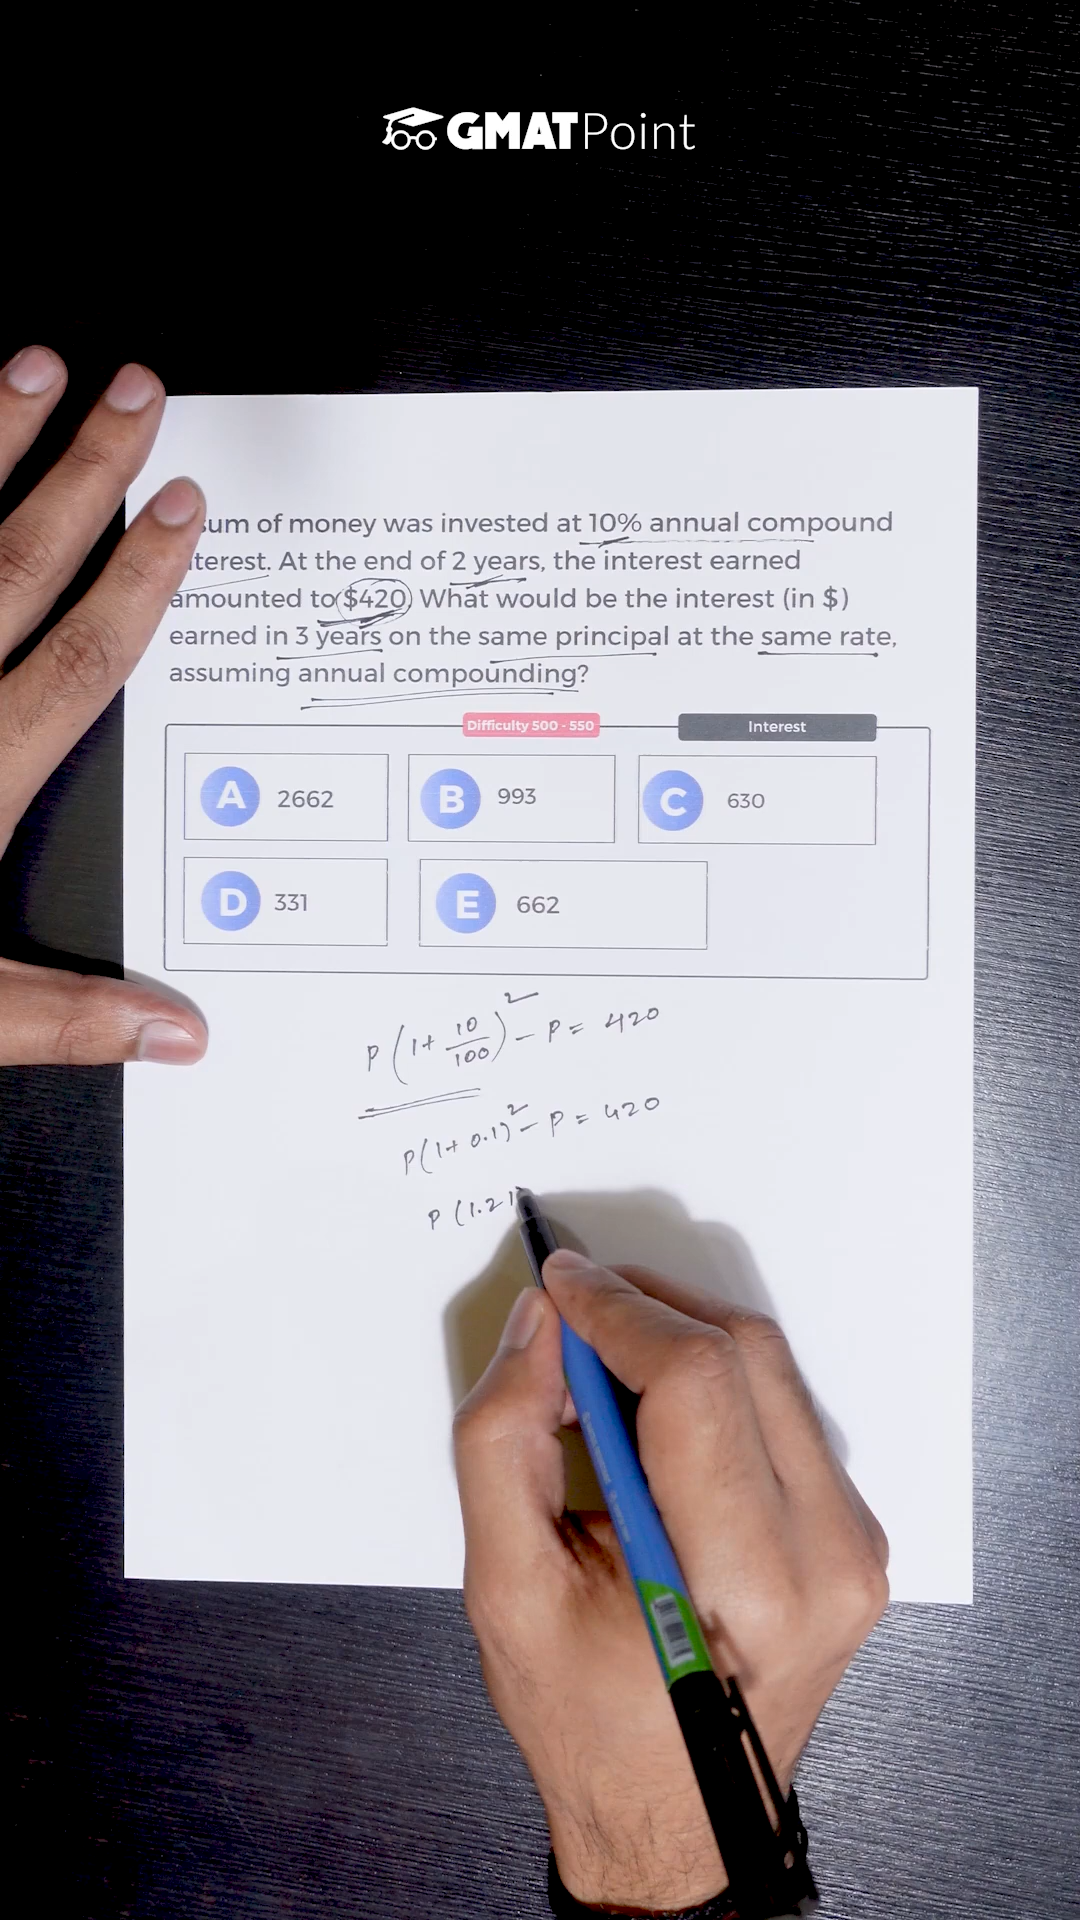 GMATPoint
sum of money was invested at 10% annual compound
terest. At the end of 2 years, the interest earned
amounted to $420. What would be the interest (in $)
earned in 3 years on the same principal at the same rate,
assuming annual compounding?
Difficulty 500 - 550 Interest
A 2662 B 993 C 630
D 331 E 662
P(1+10/100)² - P = 420
P(1+0.1)² - P = 420
P(1.21